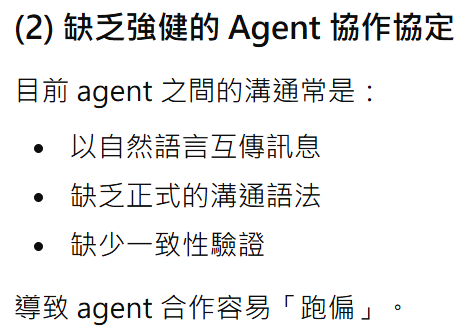 (2) 缺乏強健的 Agent 協作協定
目前 agent 之間的溝通常是：
• 以自然語言互傳訊息
• 缺乏正式的溝通語法
• 缺少一致性驗證
導致 agent 合作容易「跑偏」。